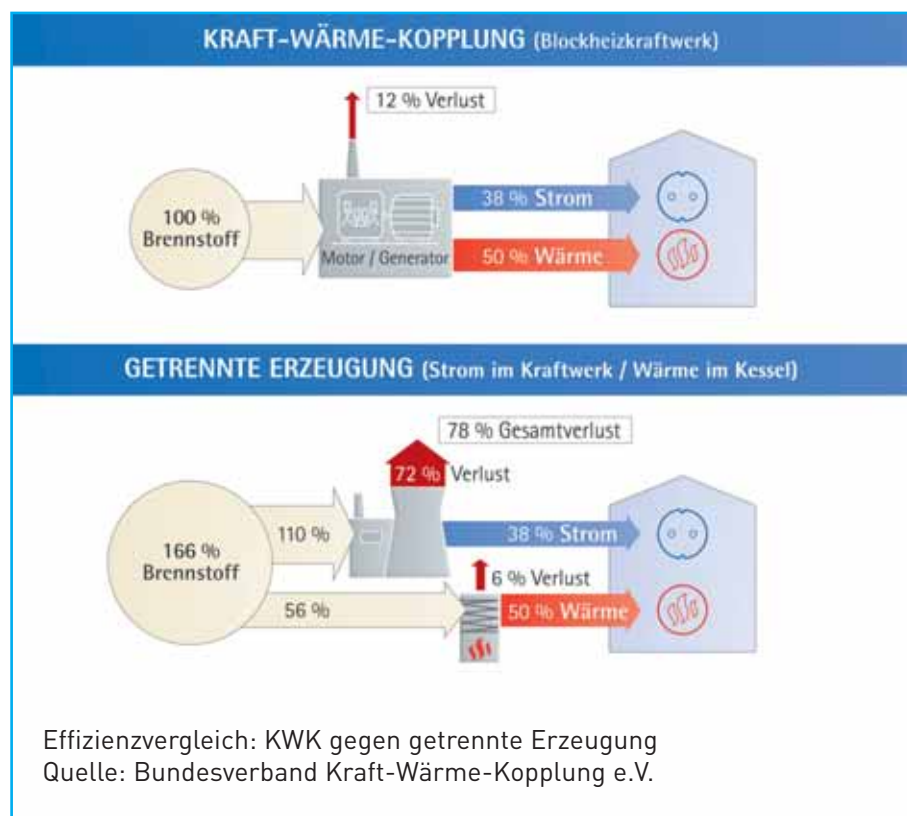 KRAFT-WÄRME-KOPPLUNG (Blockheizkraftwerk)
12 % Verlust
100 %
Brennstoff
Motor / Generator
38 % Strom
50 % Wärme
GETRENNTE ERZEUGUNG (Strom im Kraftwerk / Wärme im Kessel)
78 % Gesamtverlust
72 % Verlust
166 %
Brennstoff
110 %
38 % Strom
6 % Verlust
56 %
50 % Wärme
Effizienzvergleich: KWK gegen getrennte Erzeugung
Quelle: Bundesverband Kraft-Wärme-Kopplung e.V.